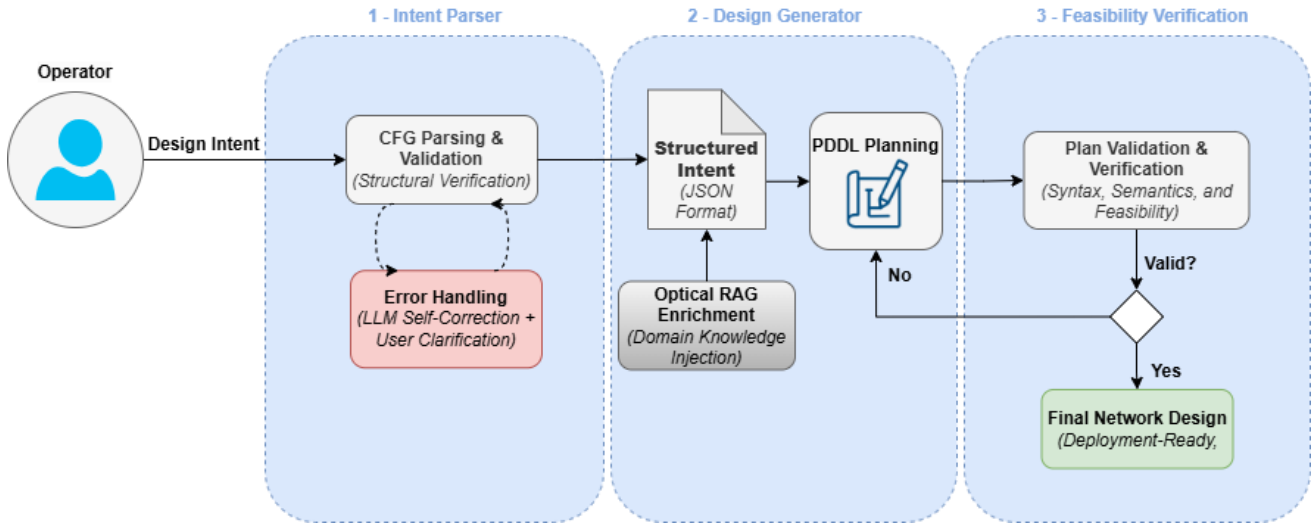 1 - Intent Parser
2 - Design Generator
3 - Feasibility Verification
Operator
Design Intent
CFG Parsing &
Validation
(Structural Verification)
Error Handling
(LLM Self-Correction +
User Clarification)
Structured
Intent
(JSON
Format)
Optical RAG
Enrichment
(Domain Knowledge
Injection)
PDDL Planning
Plan Validation &
Verification
(Syntax, Semantics, and
Feasibility)
Valid?
No
Yes
Final Network Design
(Deployment-Ready,